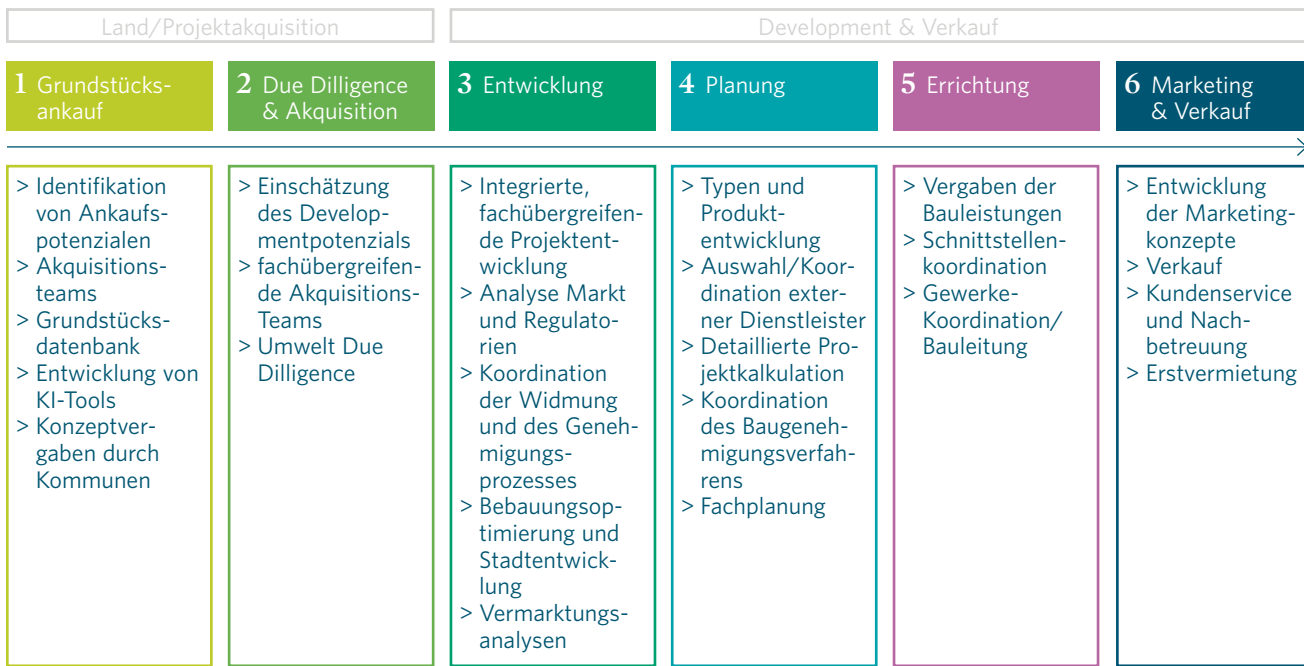 Land/Projektakquisition
Development & Verkauf
1 Grundstücks-
ankauf
2 Due Dilligence
& Akquisition
3 Entwicklung
4 Planung
5 Errichtung
6 Marketing
& Verkauf
> Identifikation
von Ankaufs-
potenzialen
> Akquisitions-
teams
> Grundstücks-
datenbank
> Entwicklung von
KI-Tools
> Konzeptver-
gaben durch
Kommunen
> Einschätzung
des Develop-
mentpotenzials
> fachübergreifen-
de Akquisitions-
Teams
> Umwelt Due
Dilligence
> Integrierte,
fachübergreifen-
de Projektent-
wicklung
> Analyse Markt
und Regulato-
rien
> Koordination
der Widmung
und des Geneh-
migungs-
prozesses
> Bebauungsop-
timierung und
Stadtentwick-
lung
> Vermarktungs-
analysen
> Typen und
Produkt-
entwicklung
> Auswahl/Koor-
dination exter-
ner Dienstleister
> Detaillierte Pro-
jektkalkulation
> Koordination
des Baugeneh-
migungsverfah-
rens
> Fachplanung
> Vergaben der
Bauleistungen
> Schnittstellen-
koordination
> Gewerke-
Koordination/
Bauleitung
> Entwicklung
der Marketing-
konzepte
> Verkauf
> Kundenservice
und Nach-
betreuung
> Erstvermietung